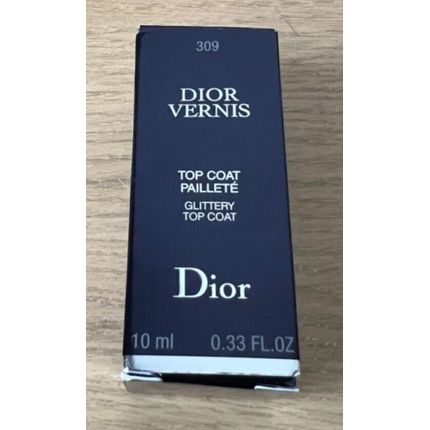 309
DIOR
VERNIS
TOP COAT
PAILLETÉ
GLITTERY
TOP COAT
Dior
10 ml 0.33 FL.OZ